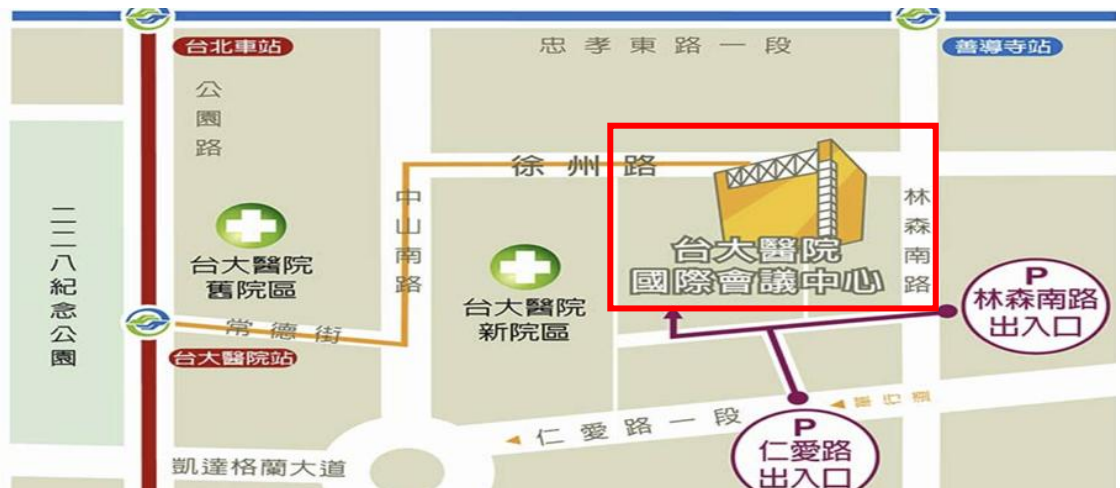 台北車站
忠孝東路一段
善導寺站
公園路
徐州路
中山南路
林森南路
二二八紀念公園
台大醫院
舊院區
台大醫院
新院區
台大醫院
國際會議中心
P
林森南路
出入口
常德街
台大醫院站
單行道
仁愛路一段
P
仁愛路
出入口
凱達格蘭大道